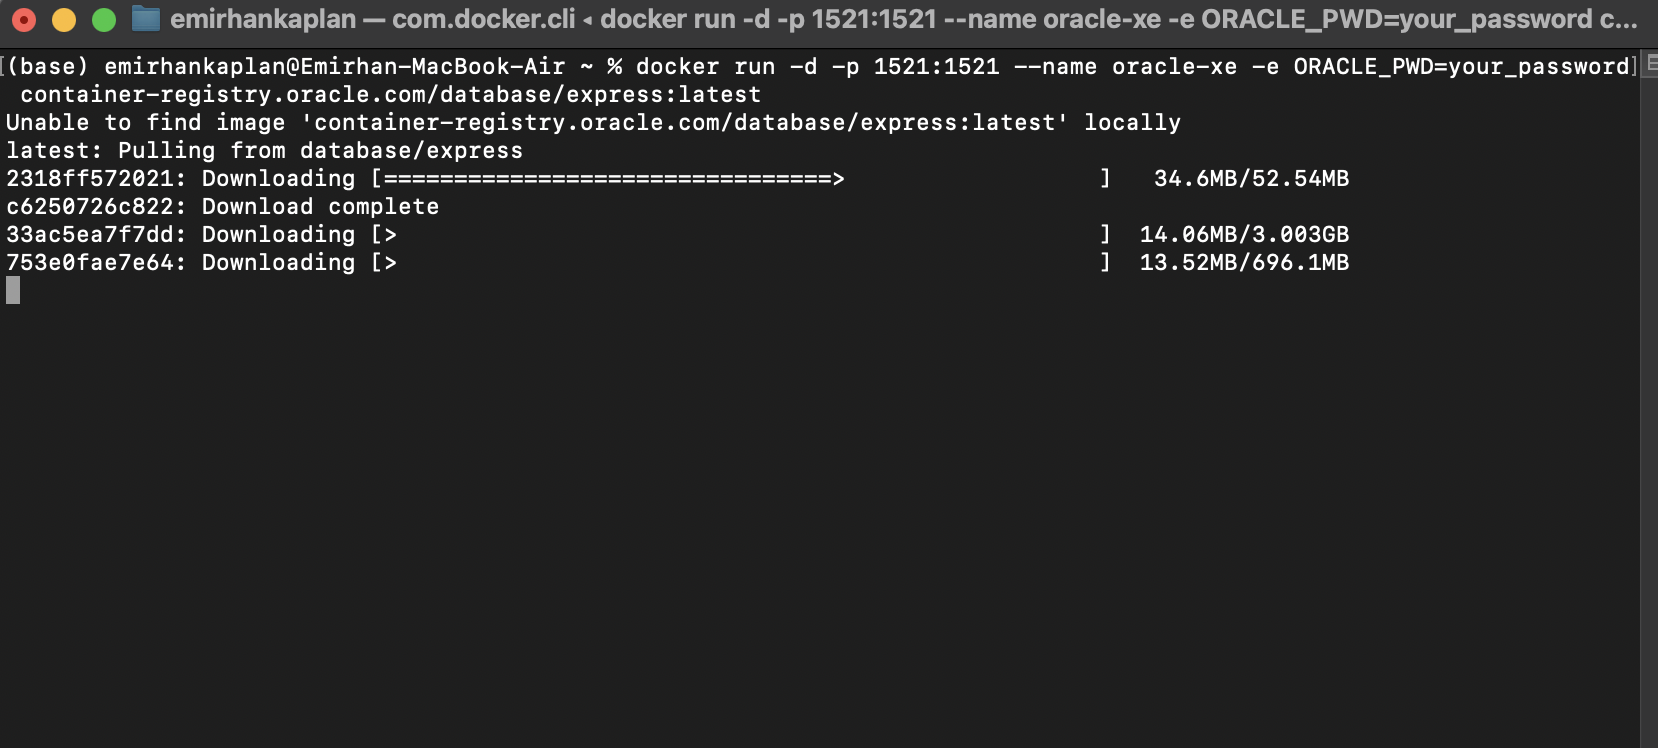 emirhankaplan — com.docker.cli ◂ docker run -d -p 1521:1521 --name oracle-xe -e ORACLE_PWD=your_password c...
[(base) emirhankaplan@Emirhan-MacBook-Air ~ % docker run -d -p 1521:1521 --name oracle-xe -e ORACLE_PWD=your_password]
 container-registry.oracle.com/database/express:latest
Unable to find image 'container-registry.oracle.com/database/express:latest' locally
latest: Pulling from database/express
2318ff572021: Downloading [================================>                  ]   34.6MB/52.54MB
c6250726c822: Download complete
33ac5ea7f7dd: Downloading [>                                                  ]  14.06MB/3.003GB
753e0fae7e64: Downloading [>                                                  ]  13.52MB/696.1MB